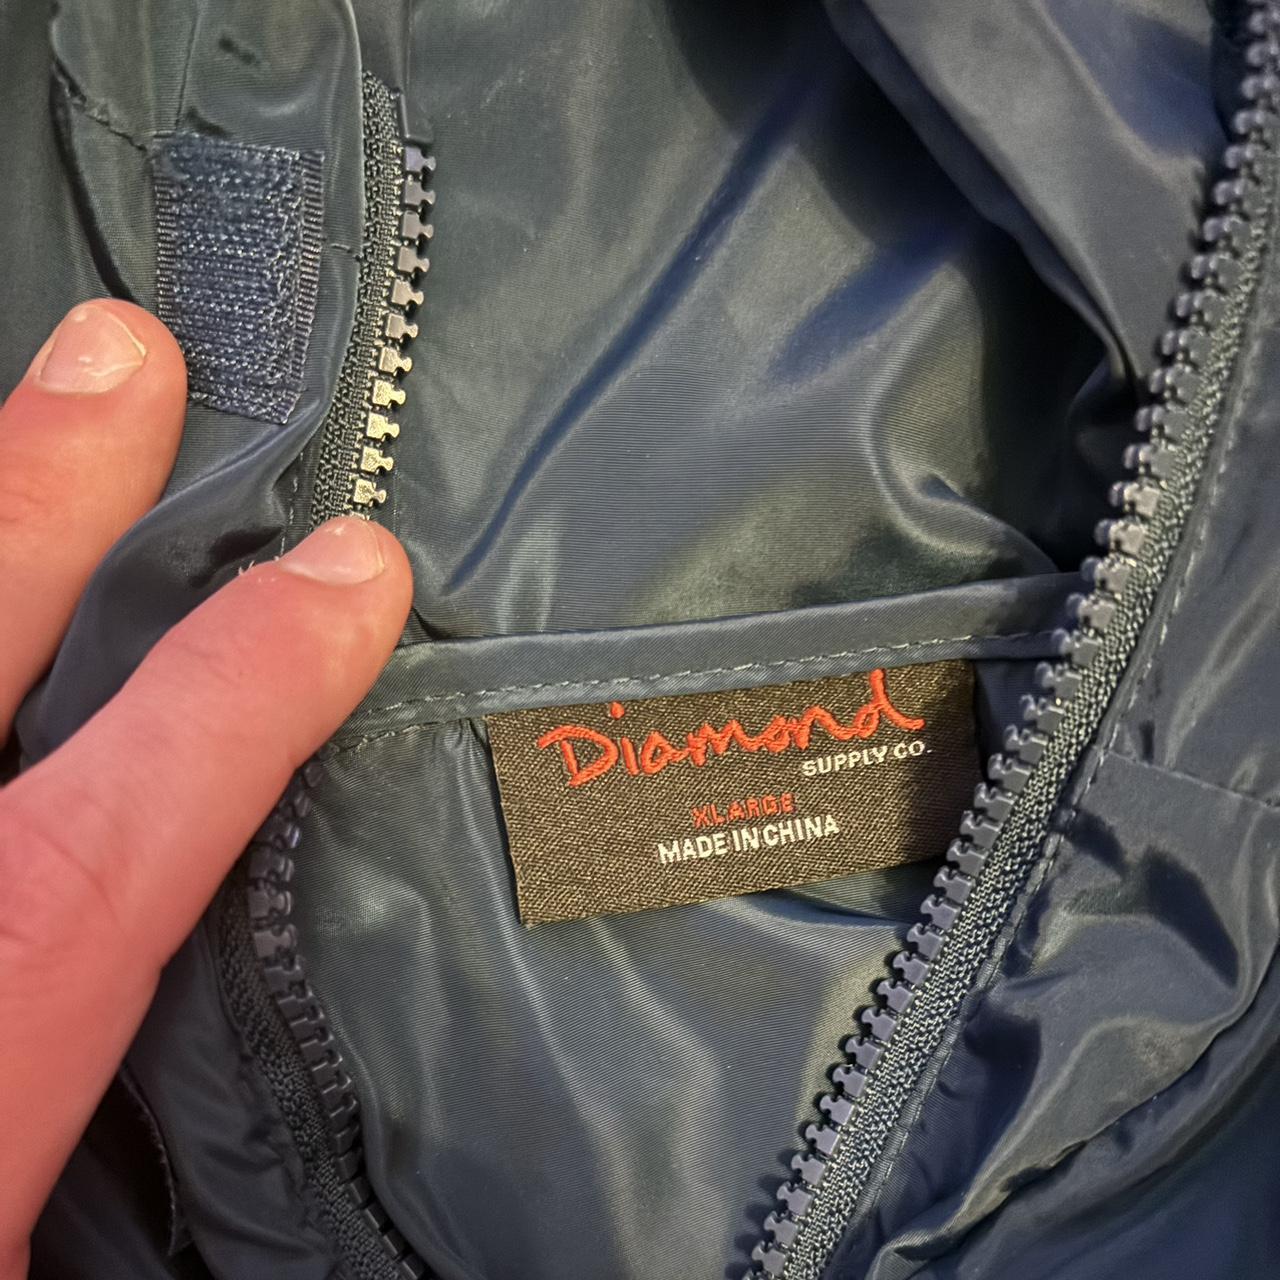 Diamond
SUPPLY CO.
XLARGE
MADE IN CHINA